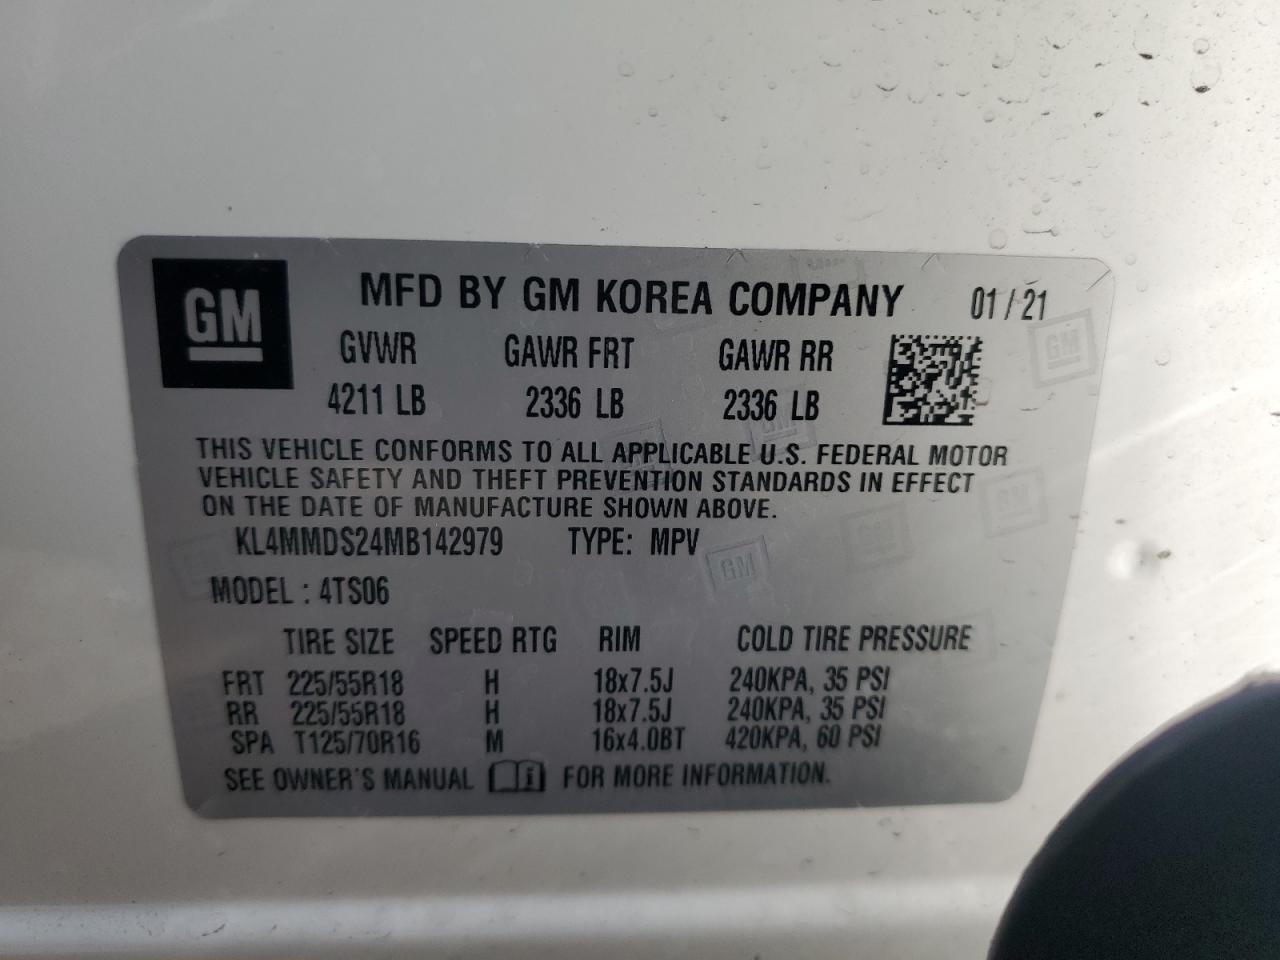 GM
MFD BY GM KOREA COMPANY 01/21
GVWR GAWR FRT GAWR RR
4211 LB 2336 LB 2336 LB
THIS VEHICLE CONFORMS TO ALL APPLICABLE U.S. FEDERAL MOTOR
VEHICLE SAFETY AND THEFT PREVENTION STANDARDS IN EFFECT
ON THE DATE OF MANUFACTURE SHOWN ABOVE.
KL4MMDS24MB142979 TYPE: MPV
MODEL : 4TS06
TIRE SIZE SPEED RTG RIM COLD TIRE PRESSURE
FRT 225/55R18 H 18x7.5J 240KPA, 35 PSI
RR 225/55R18 H 18x7.5J 240KPA, 35 PSI
SPA T125/70R16 M 16x4.0BT 420KPA, 60 PSI
SEE OWNER'S MANUAL i FOR MORE INFORMATION.